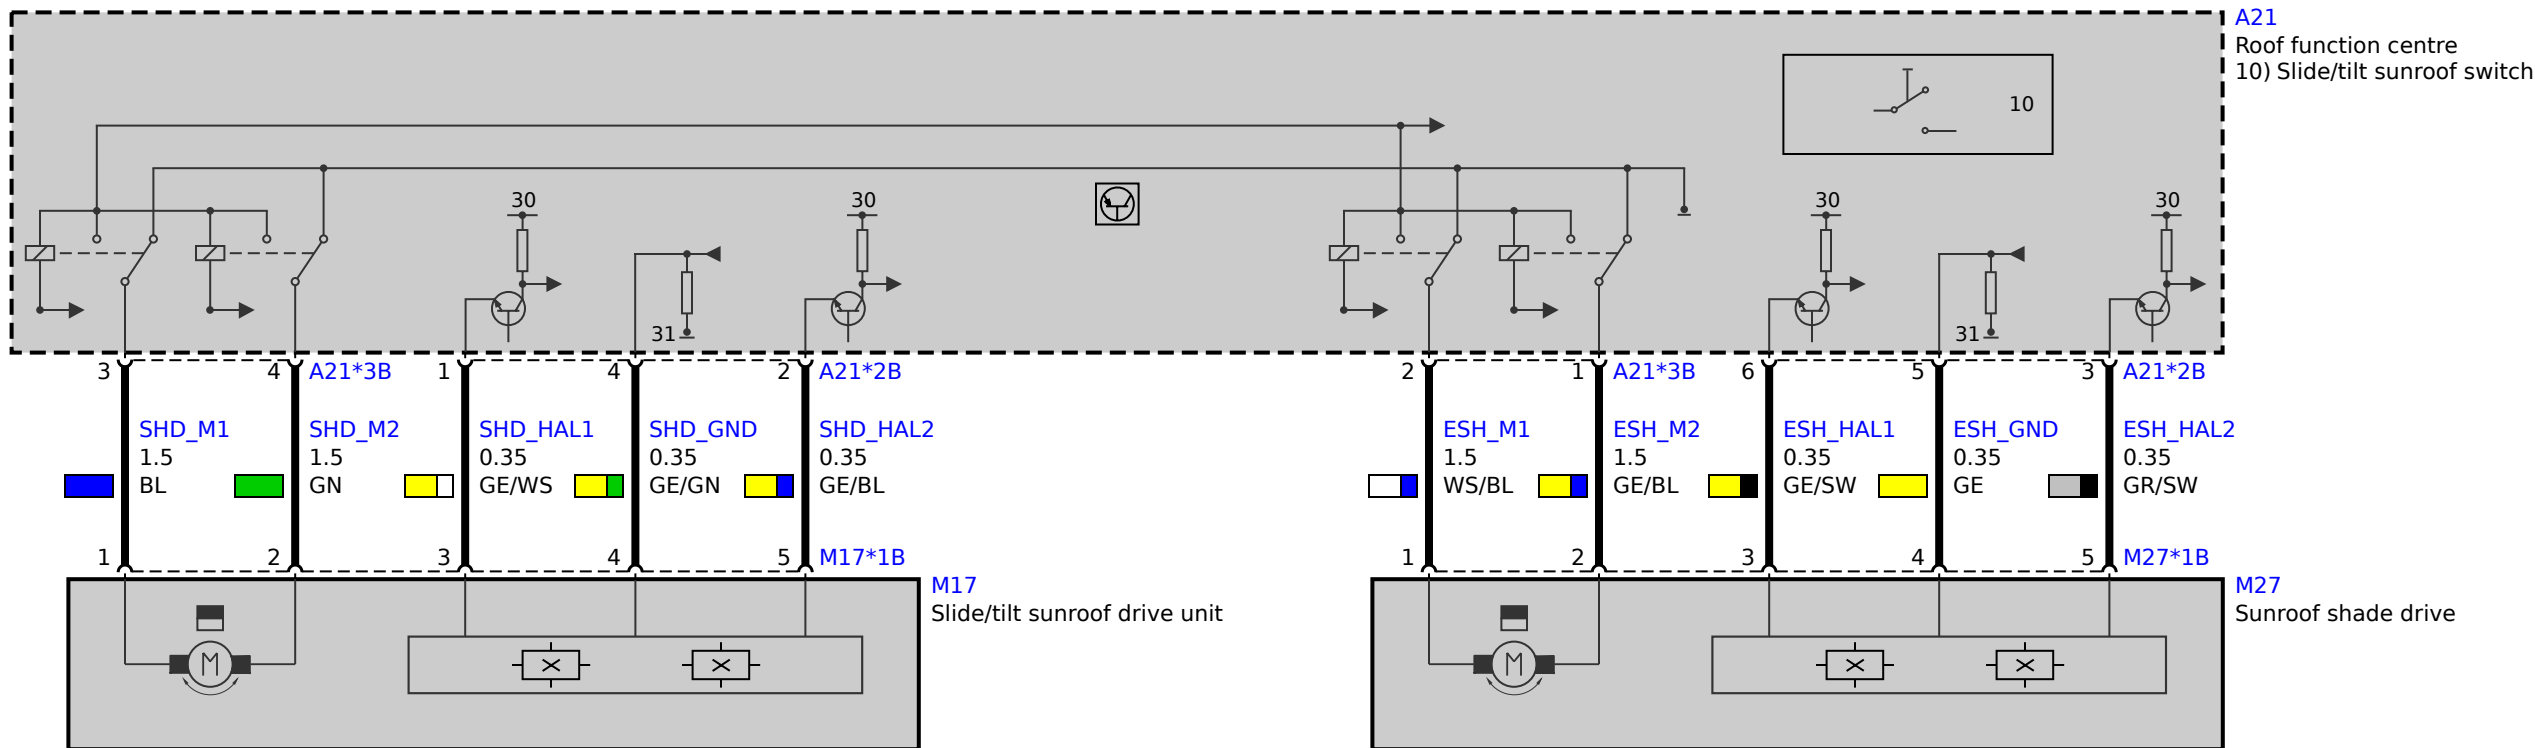 A21
Roof function centre
10) Slide/tilt sunroof switch
10
30
30
30
30
31
31
3
4
A21*3B
1
4
2
A21*2B
2
1
A21*3B
6
5
3
A21*2B
SHD_M1
1.5
BL
SHD_M2
1.5
GN
SHD_HAL1
0.35
GE/WS
SHD_GND
0.35
GE/GN
SHD_HAL2
0.35
GE/BL
ESH_M1
1.5
WS/BL
ESH_M2
1.5
GE/BL
ESH_HAL1
0.35
GE/SW
ESH_GND
0.35
GE
ESH_HAL2
0.35
GR/SW
1
2
3
4
5
M17*1B
1
2
3
4
5
M27*1B
M17
Slide/tilt sunroof drive unit
M27
Sunroof shade drive
M
M